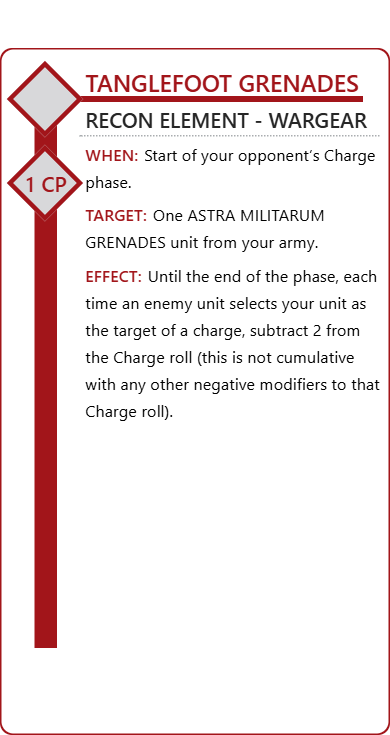 TANGLEFOOT GRENADES
RECON ELEMENT - WARGEAR
1 CP
WHEN: Start of your opponent's Charge
phase.
TARGET: One ASTRA MILITARUM
GRENADES unit from your army.
EFFECT: Until the end of the phase, each
time an enemy unit selects your unit as
the target of a charge, subtract 2 from
the Charge roll (this is not cumulative
with any other negative modifiers to that
Charge roll).